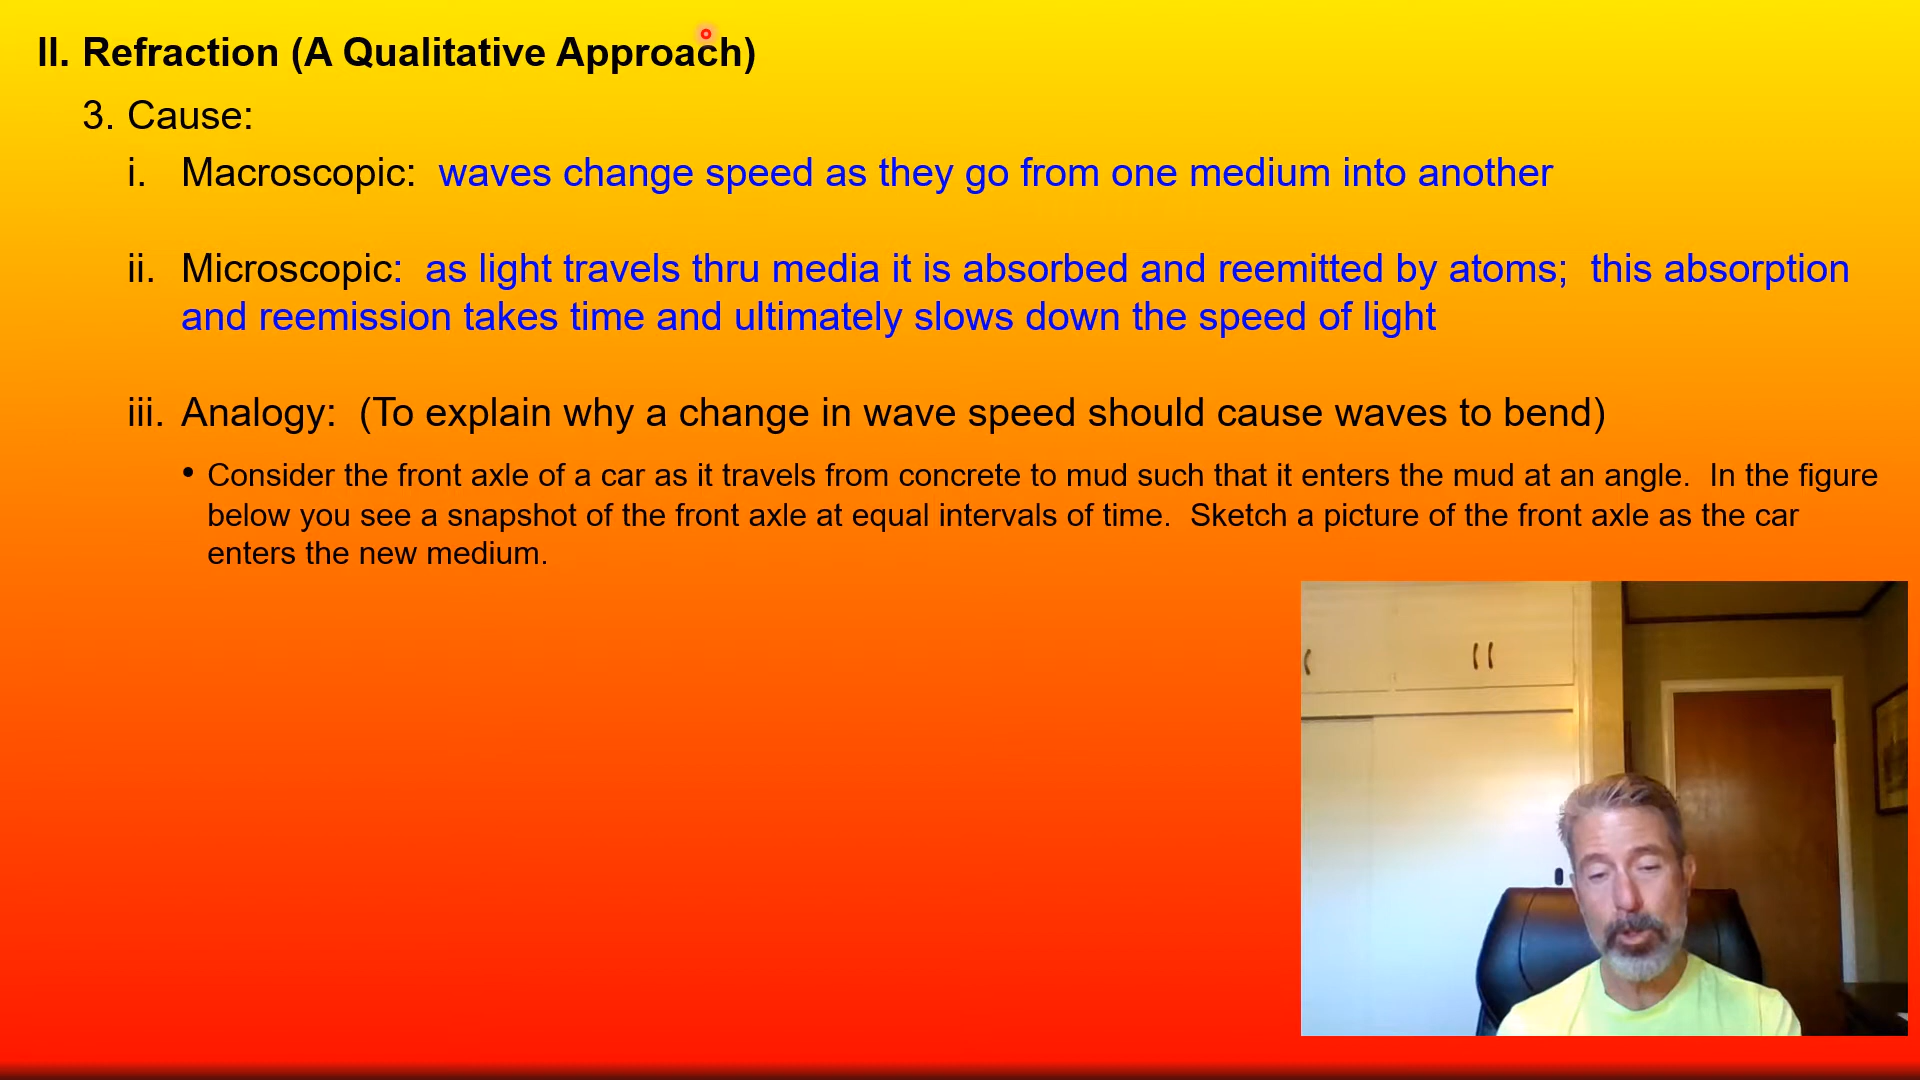 II. Refraction (A Qualitative Approach)
3. Cause:
i. Macroscopic: waves change speed as they go from one medium into another
ii. Microscopic: as light travels thru media it is absorbed and reemitted by atoms; this absorption
and reemission takes time and ultimately slows down the speed of light
iii. Analogy: (To explain why a change in wave speed should cause waves to bend)
• Consider the front axle of a car as it travels from concrete to mud such that it enters the mud at an angle. In the figure
below you see a snapshot of the front axle at equal intervals of time. Sketch a picture of the front axle as the car
enters the new medium.